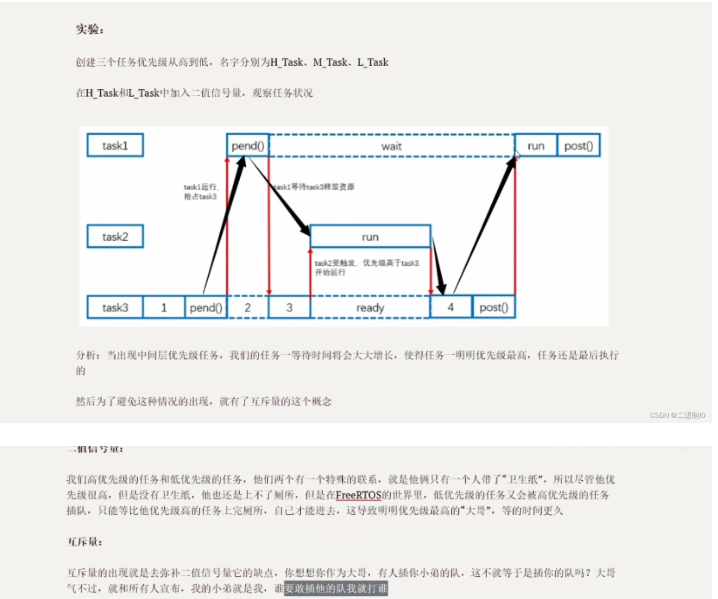 实验：
创建三个任务优先级从高到低，名字分别为H_Task、M_Task、L_Task
在H_Task和L_Task中加入二值信号量，观察任务状况
task1 pend() wait run post()
task1运行，
抢占task3
task1等待task3释放资源
task2 run
task2受触发，优先级高于task3
开始运行
task3 1 pend() 2 3 ready 4 post()
分析：当出现中间层优先级任务，我们的任务一等待时间将会大大增长，使得任务一明明优先级最高，任务还是最后执行
的
然后为了避免这种情况的出现，就有了互斥量的这个概念
CSDN @二进制fd
二值信号量：
我们高优先级的任务和低优先级的任务，他们两个有一个特殊的联系，就是他俩只有一个人带了“卫生纸”，所以尽管他优
先级很高，但是没有卫生纸，他也还是上不了厕所，但是在FreeRTOS的世界里，低优先级的任务又会被高优先级的任务
插队，只能等比他优先级高的任务上完厕所，自己才能进去，这导致明明优先级最高的“大哥”，等的时间更久
互斥量：
互斥量的出现就是去弥补二值信号量它的缺点，你想想你作为大哥，有人插你小弟的队，这不就等于是插你的队吗？大哥
气不过，就和所有人宣布，我的小弟就是我，谁要敢插他的队我就打谁